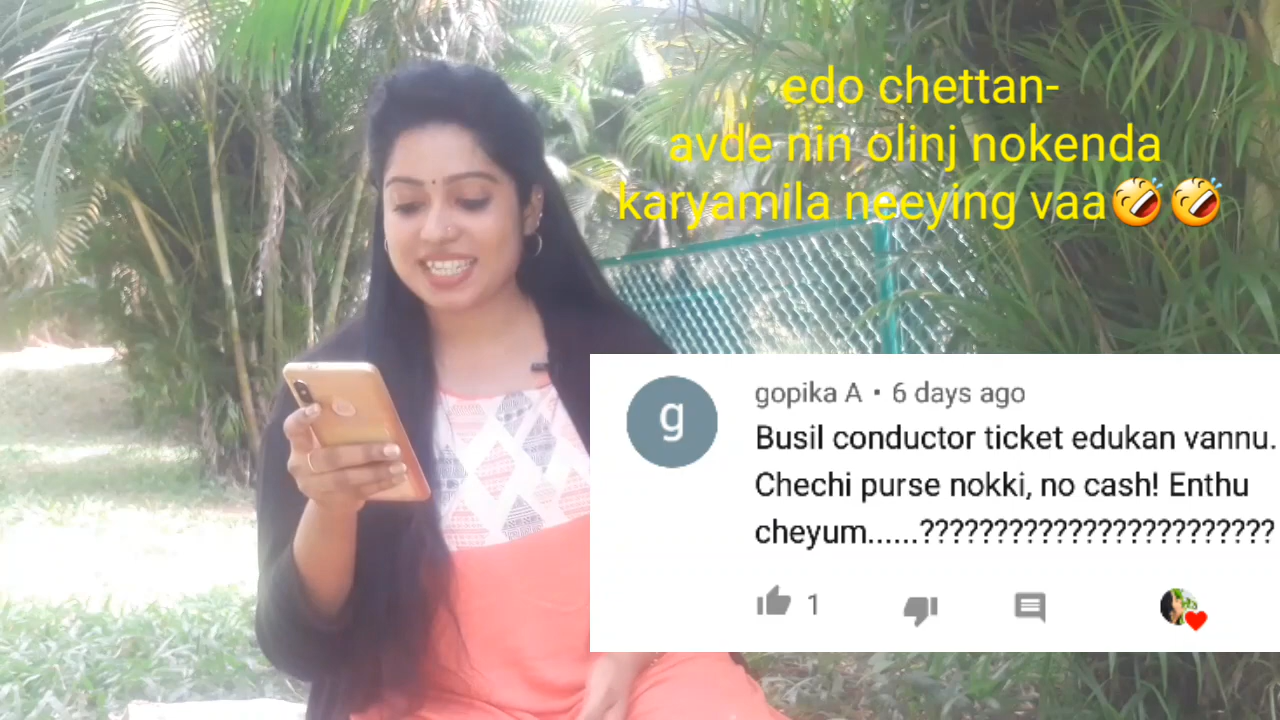 edo chettan-
avde nin olinj nokenda
karyamila neeying vaa🤣🤣
g
gopika A • 6 days ago
Busil conductor ticket edukan vannu.
Chechi purse nokki, no cash! Enthu
cheyum......????????????????????????
1